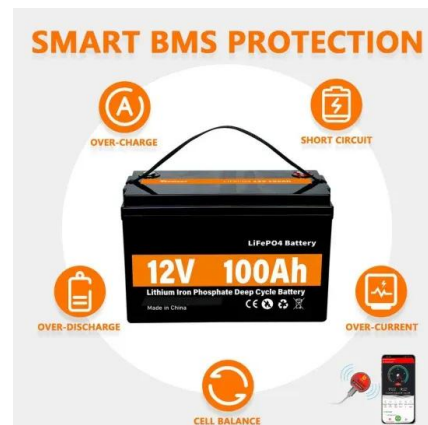 SMART BMS PROTECTION
A
OVER-CHARGE
SHORT CIRCUIT
LiFePO4 Battery
12V 100Ah
Lithium Iron Phosphate Deep Cycle Battery
Made in China
CE
OVER-DISCHARGE
OVER-CURRENT
CELL BALANCE